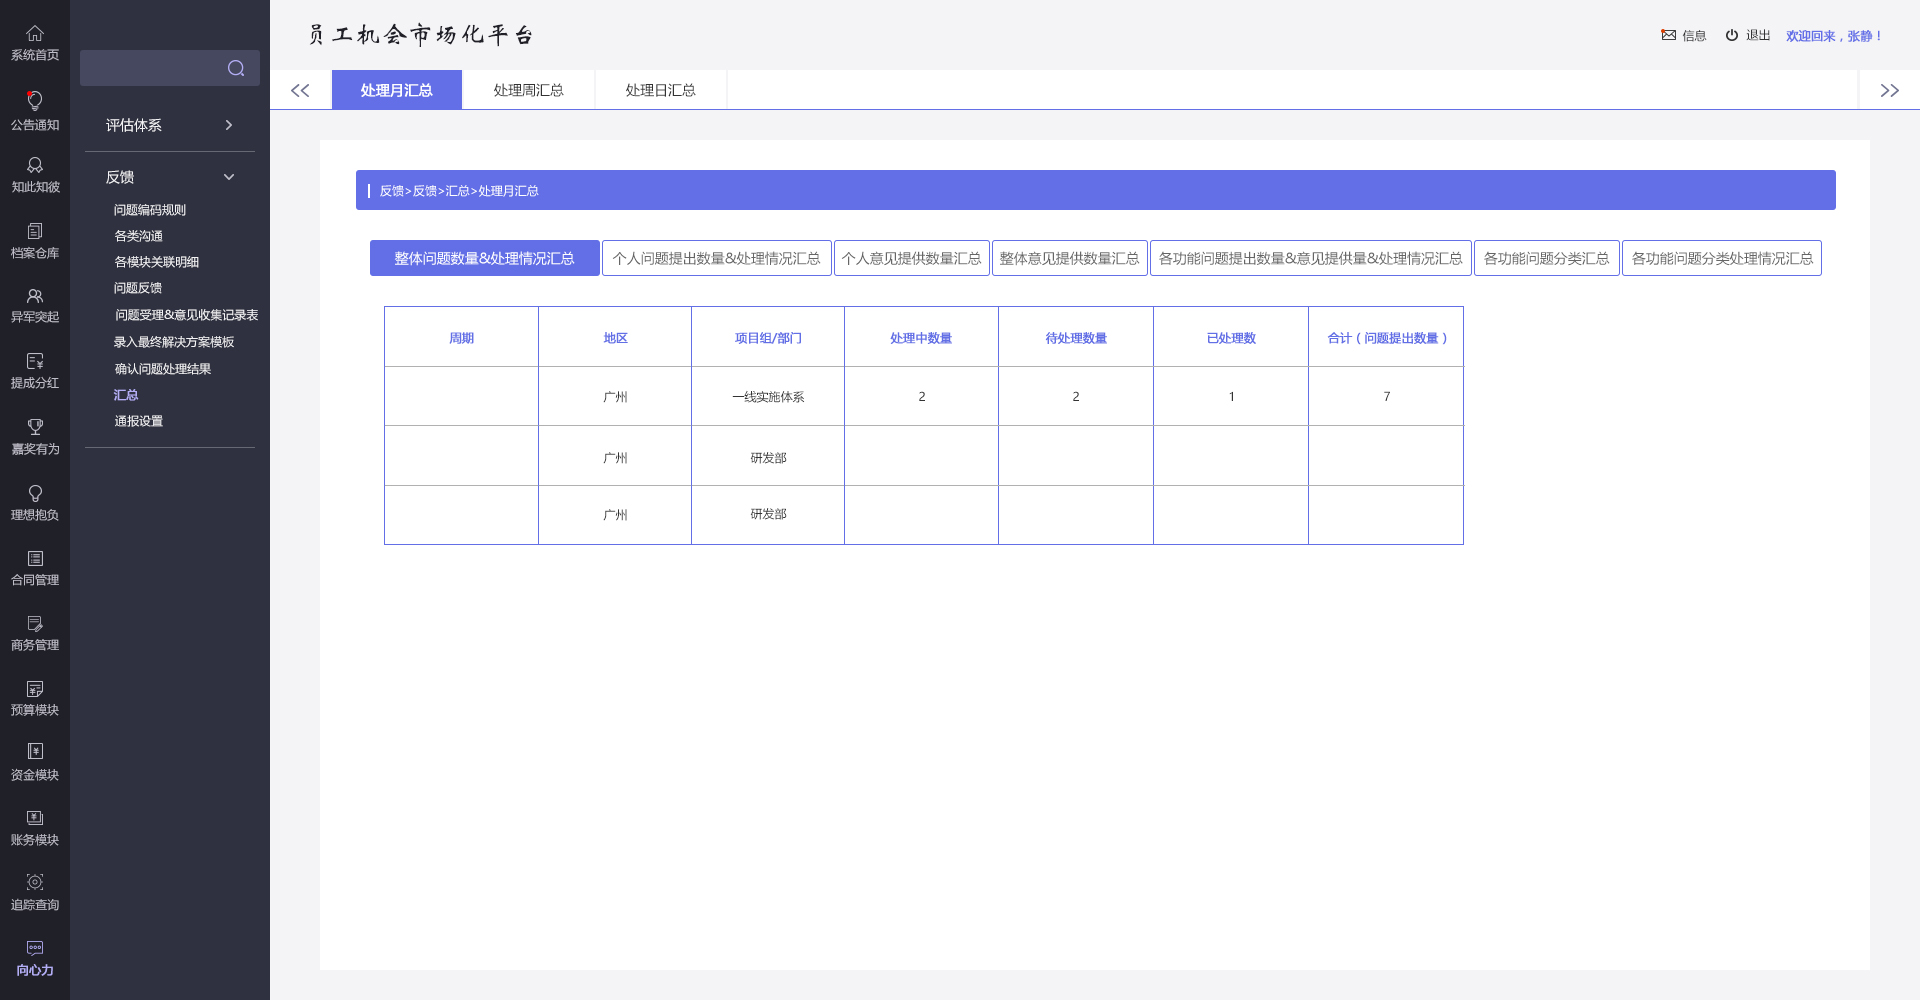 员工机会市场化平台
信息
退出
欢迎回来，张静！
系统首页
公告通知
知此知彼
档案仓库
异军突起
提成分红
嘉奖有为
理想抱负
合同管理
商务管理
预算模块
资金模块
账务模块
追踪查询
向心力
评估体系
反馈
问题编码规则
各类沟通
各模块关联明细
问题反馈
问题受理&意见收集记录表
录入最终解决方案模板
确认问题处理结果
汇总
通报设置
处理月汇总
处理周汇总
处理日汇总
反馈>反馈>汇总>处理月汇总
整体问题数量&处理情况汇总
个人问题提出数量&处理情况汇总
个人意见提供数量汇总
整体意见提供数量汇总
各功能问题提出数量&意见提供量&处理情况汇总
各功能问题分类汇总
各功能问题分类处理情况汇总
周期 地区 项目组/部门 处理中数量 待处理数量 已处理数 合计（问题提出数量）
广州 一线实施体系 2 2 1 7
广州 研发部
广州 研发部